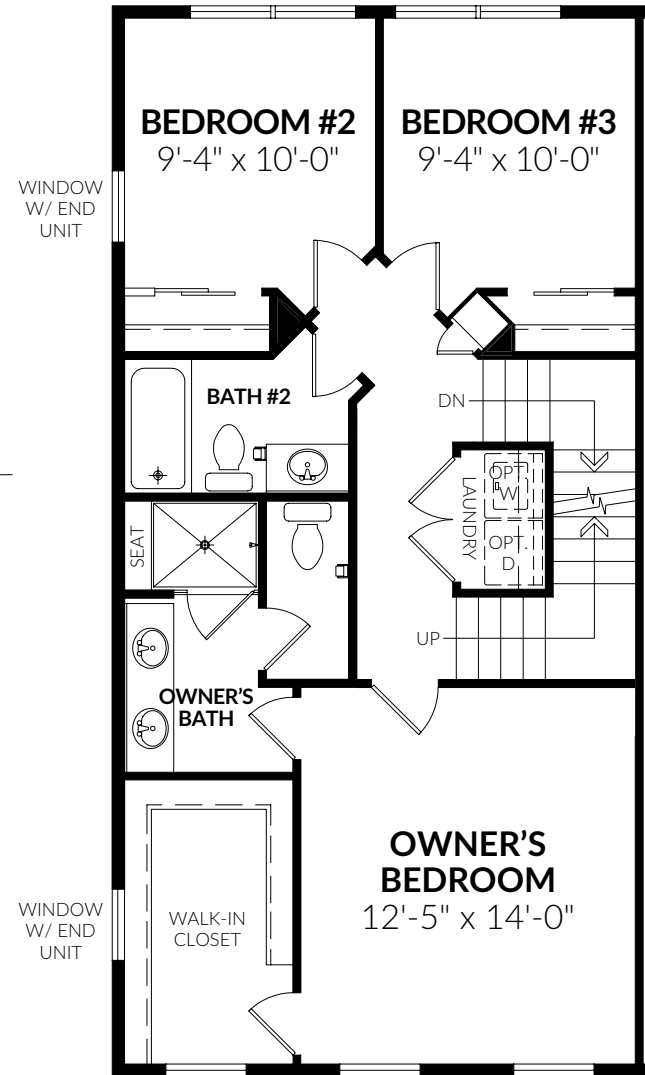 BEDROOM #2
9'-4" x 10'-0"
BEDROOM #3
9'-4" x 10'-0"
WINDOW
W/ END
UNIT
BATH #2
DN
OPT.
W
LAUNDRY
OPT.
D
SEAT
UP
OWNER'S
BATH
OWNER'S
BEDROOM
12'-5" x 14'-0"
WALK-IN
CLOSET
WINDOW
W/ END
UNIT